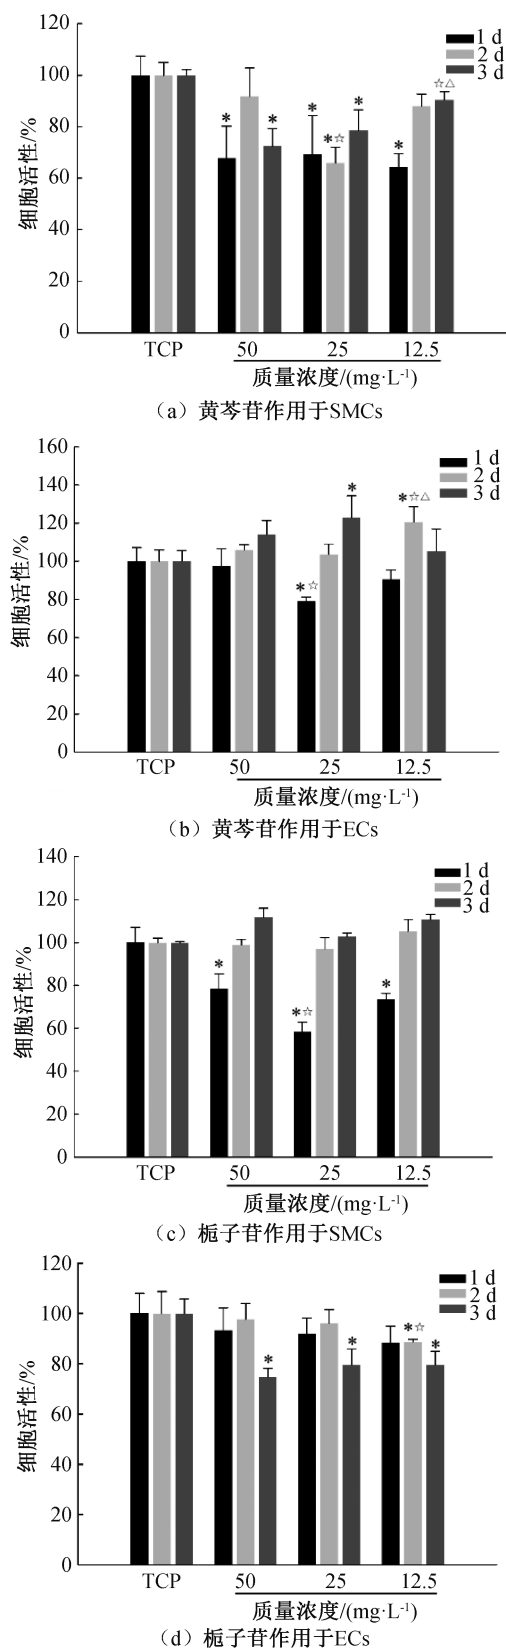 120
100
80
60
40
20
0
细胞活性/%
1 d
2 d
3 d
* * * *☆ * * ☆△
TCP 50 25 12.5
质量浓度/(mg·L-1)
（a）黄芩苷作用于SMCs
160
140
120
100
80
60
40
20
0
细胞活性/%
1 d
2 d
3 d
*☆ * *☆△
TCP 50 25 12.5
质量浓度/(mg·L-1)
（b）黄芩苷作用于ECs
140
120
100
80
60
40
20
0
细胞活性/%
1 d
2 d
3 d
* *☆ *
TCP 50 25 12.5
质量浓度/(mg·L-1)
（c）栀子苷作用于SMCs
120
100
80
60
40
20
0
细胞活性/%
1 d
2 d
3 d
* * *☆ *
TCP 50 25 12.5
质量浓度/(mg·L-1)
（d）栀子苷作用于ECs